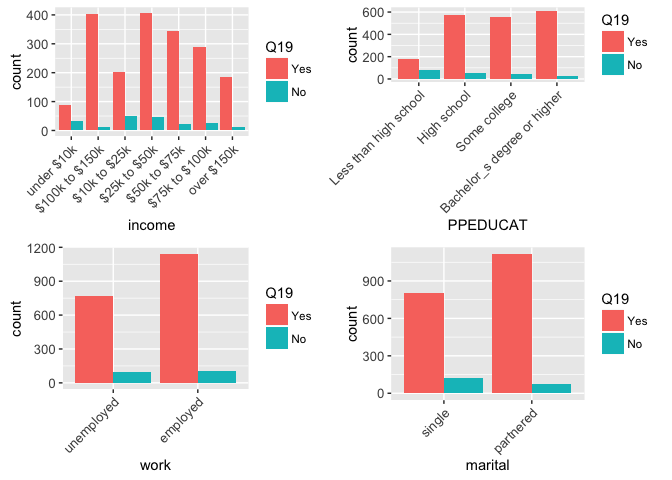 400
300
200
100
0
count
under $10k
$100k to $150k
$10k to $25k
$25k to $50k
$50k to $75k
$75k to $100k
over $150k
income
Q19
Yes
No
600
400
200
0
count
Less than high school
High school
Some college
Bachelor_s degree or higher
PPEDUCAT
Q19
Yes
No
1200
900
600
300
0
count
unemployed
employed
work
Q19
Yes
No
900
600
300
0
count
single
parthered
marital
Q19
Yes
No